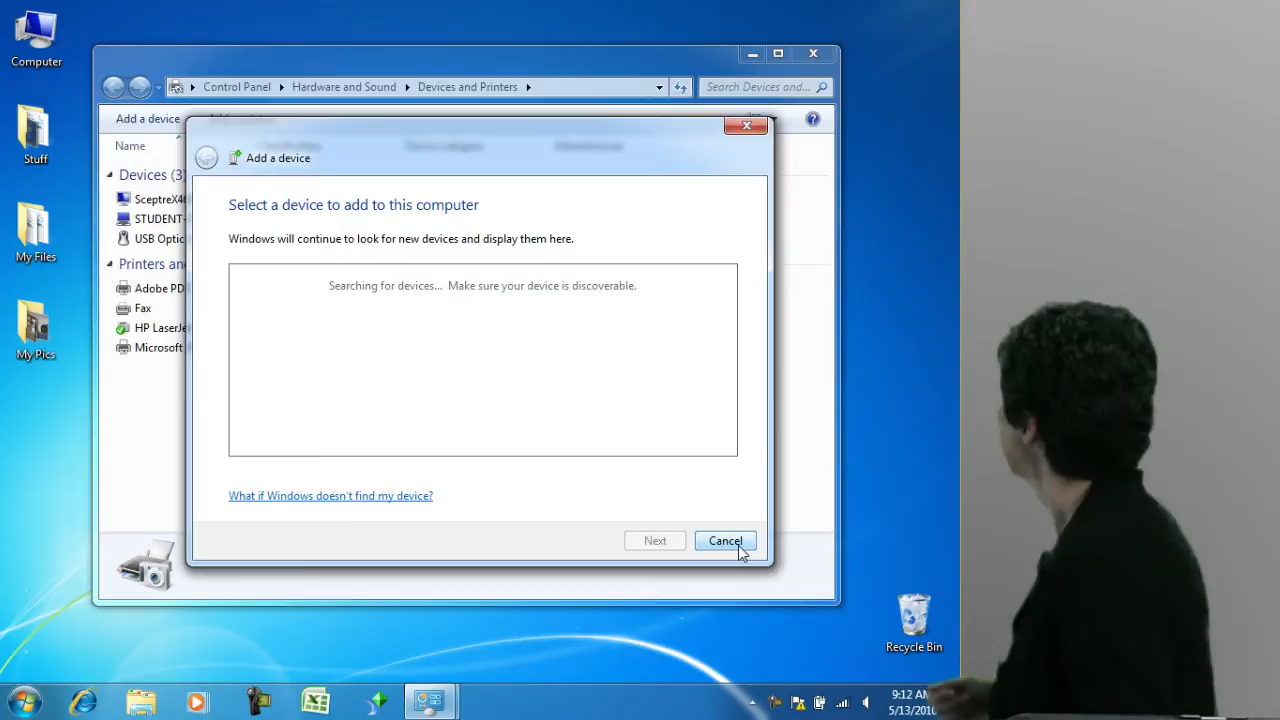 Computer
Stuff
My Files
My Pics
Control Panel
Hardware and Sound
Devices and Printers
Search Devices and...
Add a device
Name
Devices (3)
SceptreX4
STUDENT-
USB Optic
Printers an
Adobe PD
Fax
HP LaserJe
Microsoft
Add a device
Select a device to add to this computer
Windows will continue to look for new devices and display them here.
Searching for devices... Make sure your device is discoverable.
What if Windows doesn't find my device?
Next
Cancel
Recycle Bin
9:12 AM
5/13/2010